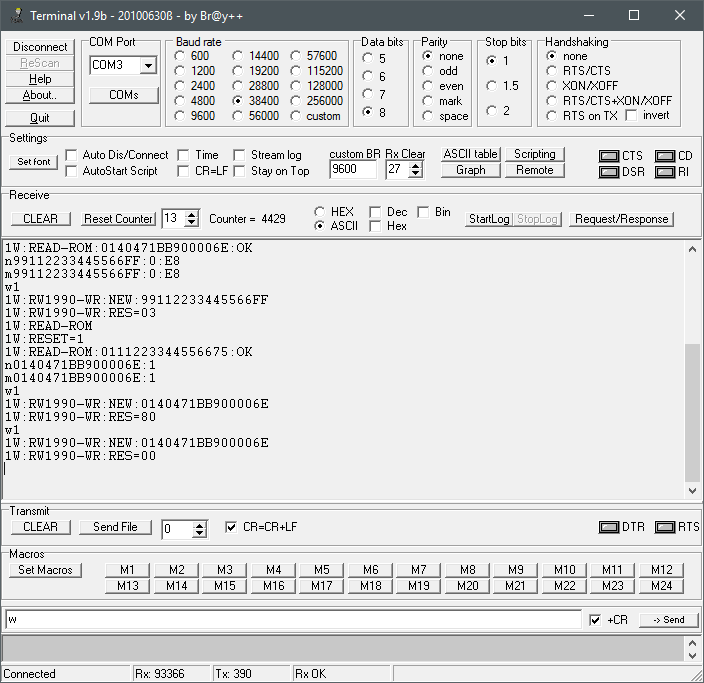 Terminal v1.9b - 20100630ß - by Br@y++
Disconnect
ReScan
Help
About..
Quit
COM Port
COM3
COMs
Baud rate
600 14400 57600
1200 19200 115200
2400 28800 128000
4800 38400 256000
9600 56000 custom
Data bits
5
6
7
8
Parity
none
odd
even
mark
space
Stop bits
1
1.5
2
Handshaking
none
RTS/CTS
XON/XOFF
RTS/CTS+XON/XOFF
RTS on TX invert
Settings
Set font
Auto Dis/Connect Time Stream log
AutoStart Script CR=LF Stay on Top
custom BR Rx Clear
9600 27
ASCII table Scripting
Graph Remote
CTS CD
DSR RI
Receive
CLEAR Reset Counter 13 Counter = 4429
HEX Dec Bin
ASCII Hex
StartLog StopLog Request/Response
1W:READ-ROM:0140471BB900006E:OK
n99112233445566FF:0:E8
m99112233445566FF:0:E8
w1
1W:RW1990-WR:NEW:99112233445566FF
1W:RW1990-WR:RES=03
1W:READ-ROM
1W:RESET=1
1W:READ-ROM:0111223344556675:OK
n0140471BB900006E:1
m0140471BB900006E:1
w1
1W:RW1990-WR:NEW:0140471BB900006E
1W:RW1990-WR:RES=80
w1
1W:RW1990-WR:NEW:0140471BB900006E
1W:RW1990-WR:RES=00
Transmit
CLEAR Send File 0 CR=CR+LF DTR RTS
Macros
Set Macros
M1 M2 M3 M4 M5 M6 M7 M8 M9 M10 M11 M12
M13 M14 M15 M16 M17 M18 M19 M20 M21 M22 M23 M24
w +CR -> Send
Connected Rx: 93366 Tx: 390 Rx OK